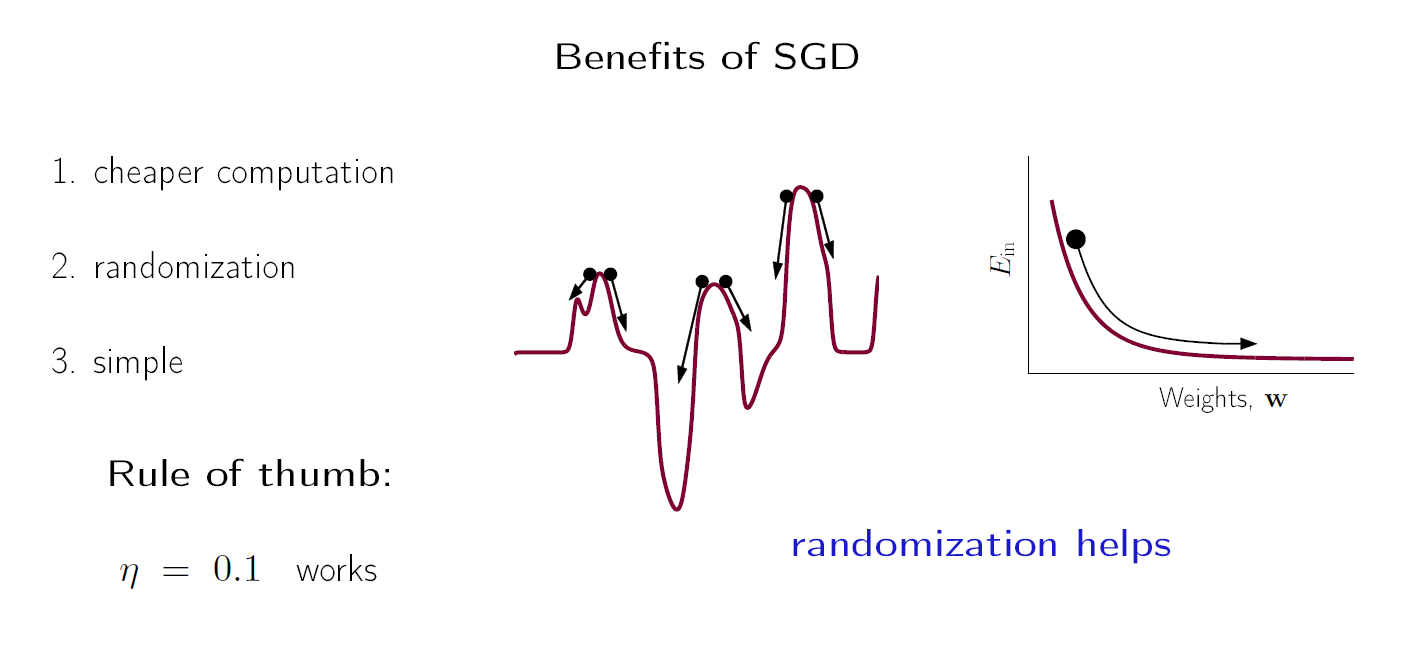 Benefits of SGD
1. cheaper computation
2. randomization
3. simple
Rule of thumb:
η = 0.1 works
E_in
Weights, w
randomization helps